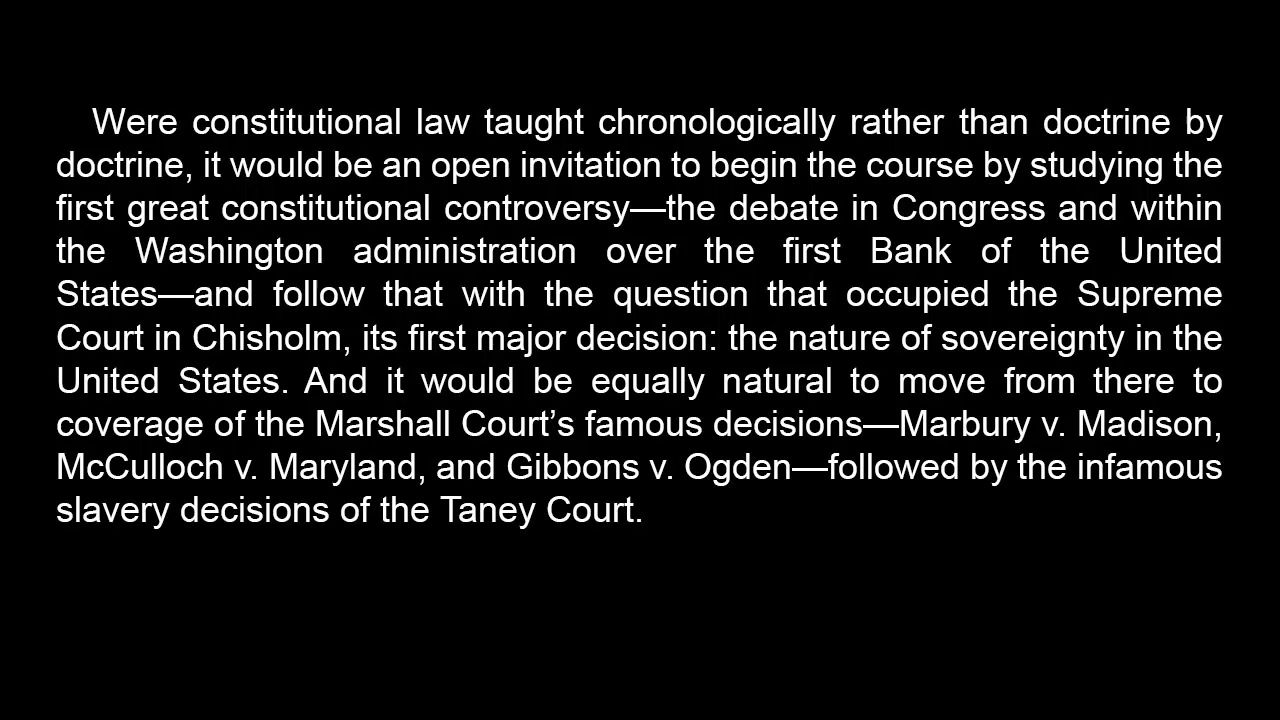 Were constitutional law taught chronologically rather than doctrine by
doctrine, it would be an open invitation to begin the course by studying the
first great constitutional controversy—the debate in Congress and within
the Washington administration over the first Bank of the United
States—and follow that with the question that occupied the Supreme
Court in Chisholm, its first major decision: the nature of sovereignty in the
United States. And it would be equally natural to move from there to
coverage of the Marshall Court’s famous decisions—Marbury v. Madison,
McCulloch v. Maryland, and Gibbons v. Ogden—followed by the infamous
slavery decisions of the Taney Court.